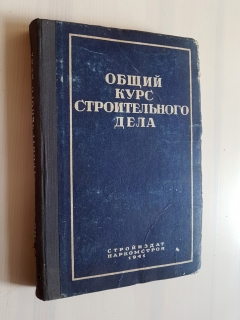 ОБЩИЙ
КУРС
СТРОИТЕЛЬНОГО
ДЕЛА
СТРОЙИЗДАТ
НАРКОМСТРОЯ